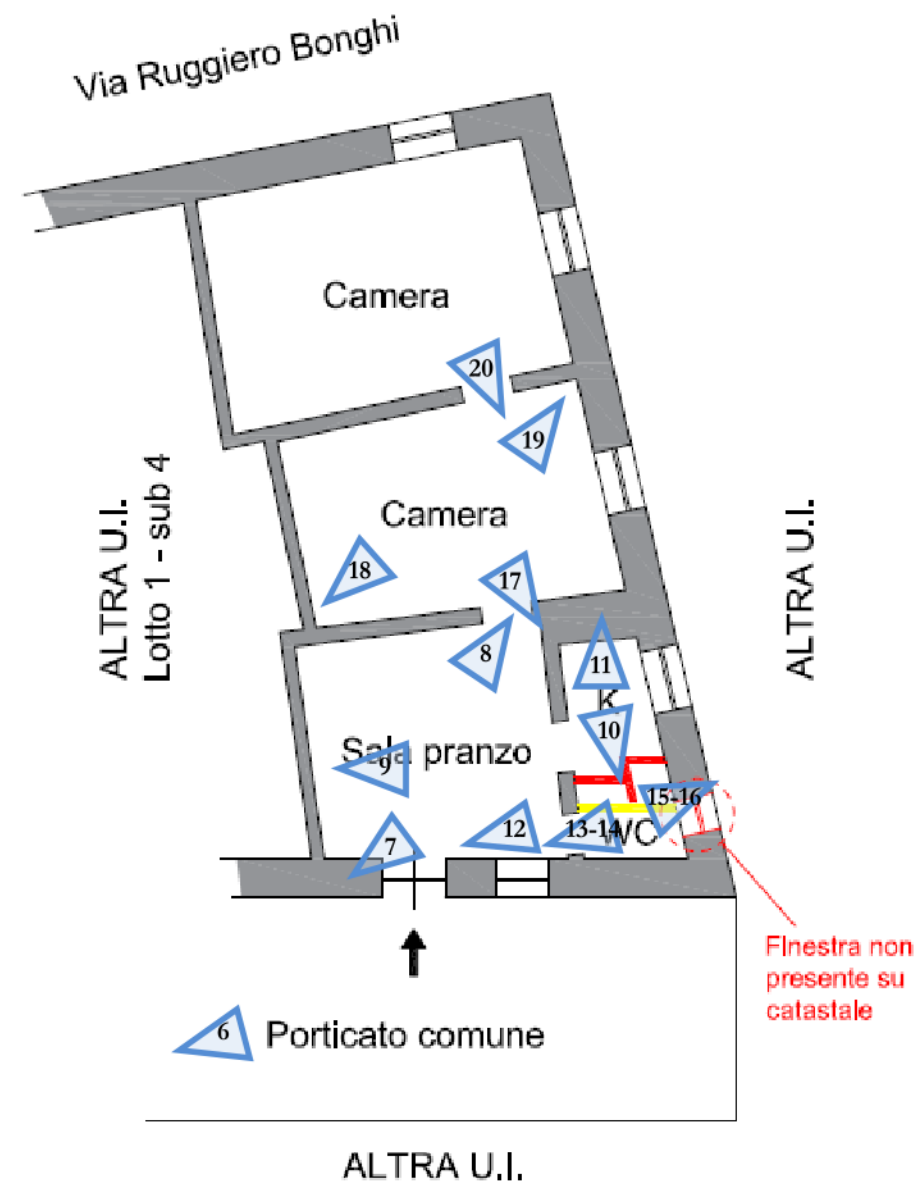 Via Ruggiero Bonghi
Camera
20
19
Camera
18
17
ALTRA U.I.
Lotto 1 - sub 4
ALTRA U.I.
8
11
K
10
Sala pranzo
9
15-16
12
13-14
WC
7
FInestra non
presente su
catastale
6
Porticato comune
ALTRA U.I.